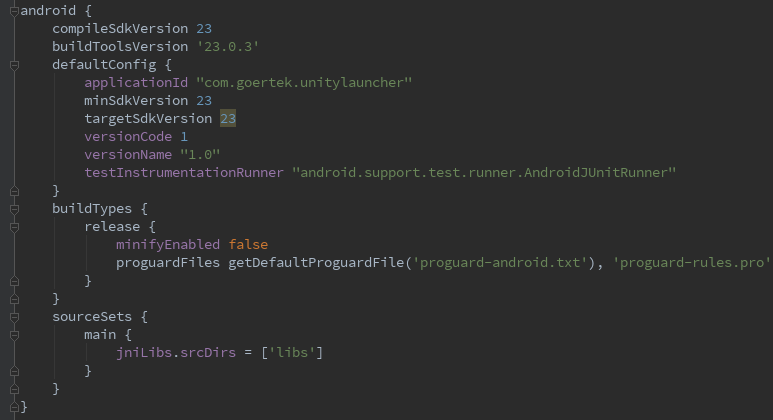 android {
    compileSdkVersion 23
    buildToolsVersion '23.0.3'
    defaultConfig {
        applicationId "com.goertek.unitylauncher"
        minSdkVersion 23
        targetSdkVersion 23
        versionCode 1
        versionName "1.0"
        testInstrumentationRunner "android.support.test.runner.AndroidJUnitRunner"
    }
    buildTypes {
        release {
            minifyEnabled false
            proguardFiles getDefaultProguardFile('proguard-android.txt'), 'proguard-rules.pro'
        }
    }
    sourceSets {
        main {
            jniLibs.srcDirs = ['libs']
        }
    }
}